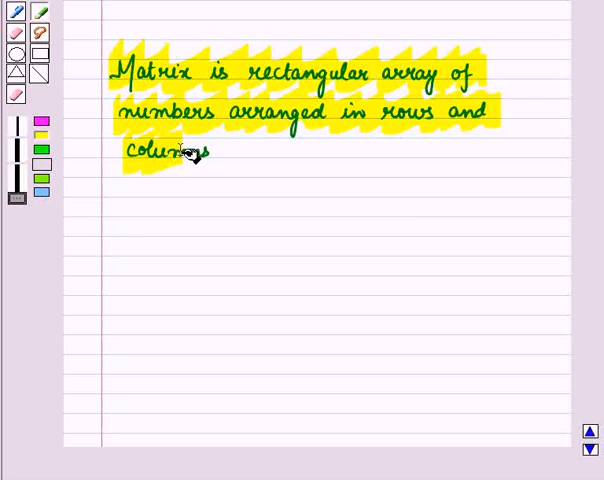 Matrix is rectangular array of
numbers arranged in rows and
columns